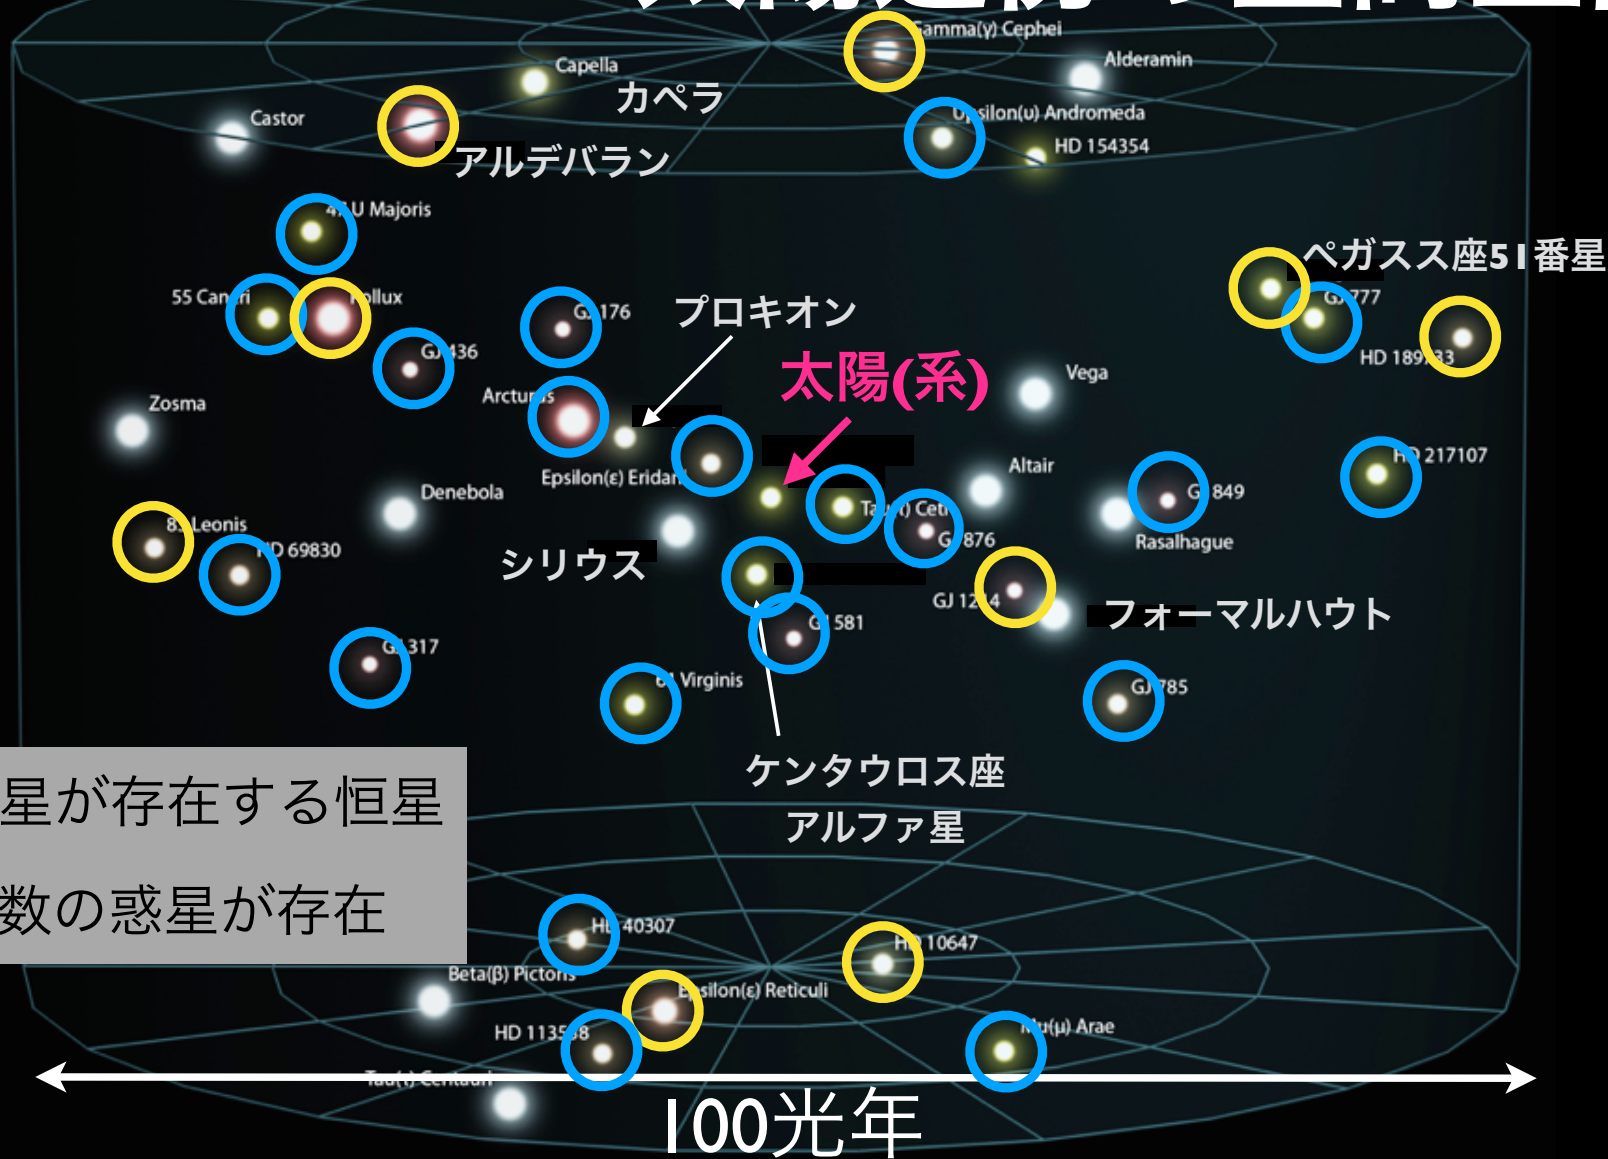 Gamma(γ) Cephei
Capella
カペラ
Alderamin
Castor
Upsilon(υ) Andromeda
アルデバラン
HD 154354
47 U Majoris
ペガスス座51番星
55 Cancri
Pollux
GJ 176
プロキオン
GJ 777
GJ 436
太陽(系)
HD 189733
Vega
Arcturus
Zosma
HD 217107
Altair
Epsilon(ε) Eridani
Denebola
GJ 849
Tau(τ) Ceti
83 Leonis
GJ 876
Rasalhague
HD 69830
シリウス
GJ 1214
フォーマルハウト
GJ 581
GJ 317
61 Virginis
GJ 785
ケンタウロス座
アルファ星
星が存在する恒星
数の惑星が存在
HD 40307
HD 10647
Beta(β) Pictoris
Epsilon(ε) Reticuli
HD 113538
Mu(μ) Arae
100光年